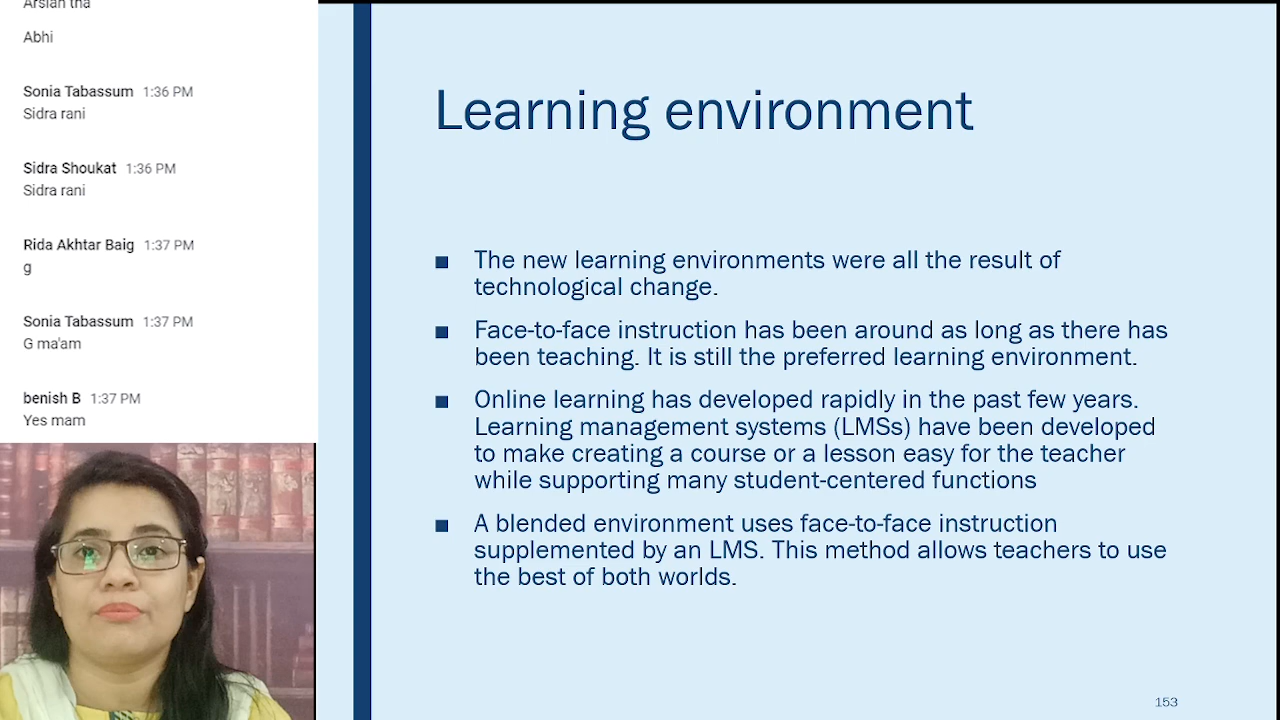 Arslan tha
Abhi
Sonia Tabassum 1:36 PM
Sidra rani
Sidra Shoukat 1:36 PM
Sidra rani
Rida Akhtar Baig 1:37 PM
g
Sonia Tabassum 1:37 PM
G ma'am
benish B 1:37 PM
Yes mam
Learning environment
■ The new learning environments were all the result of
technological change.
■ Face-to-face instruction has been around as long as there has
been teaching. It is still the preferred learning environment.
■ Online learning has developed rapidly in the past few years.
Learning management systems (LMSs) have been developed
to make creating a course or a lesson easy for the teacher
while supporting many student-centered functions
■ A blended environment uses face-to-face instruction
supplemented by an LMS. This method allows teachers to use
the best of both worlds.
153